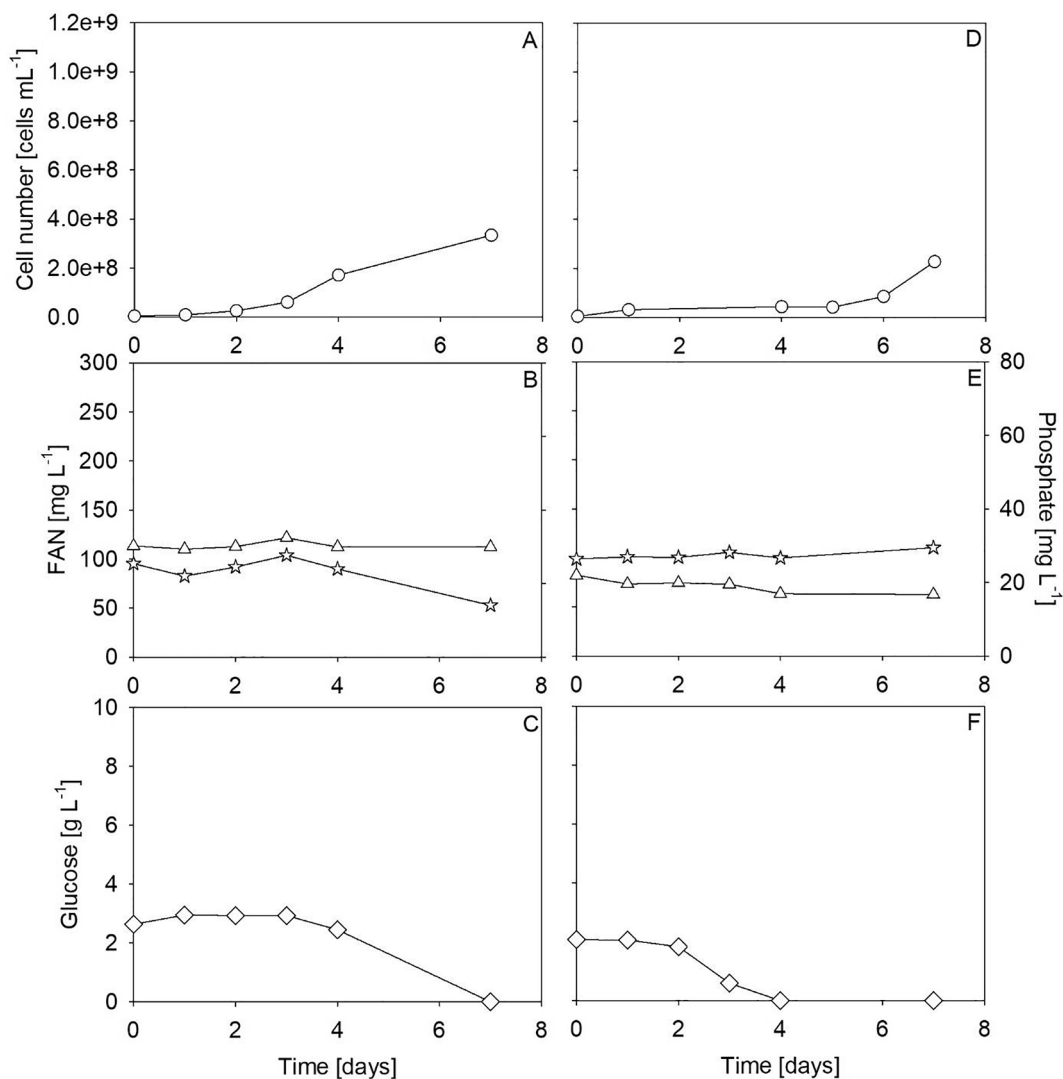 Cell number [cells mL-1]
1.2e+9
1.0e+9
8.0e+8
6.0e+8
4.0e+8
2.0e+8
0.0
A
0 2 4 6 8
D
0 2 4 6 8
FAN [mg L-1]
300
250
200
150
100
50
0
B
0 2 4 6 8
E
80
60
40
20
0
Phosphate [mg L-1]
0 2 4 6 8
Glucose [g L-1]
10
8
6
4
2
0
C
0 2 4 6 8
Time [days]
F
0 2 4 6 8
Time [days]